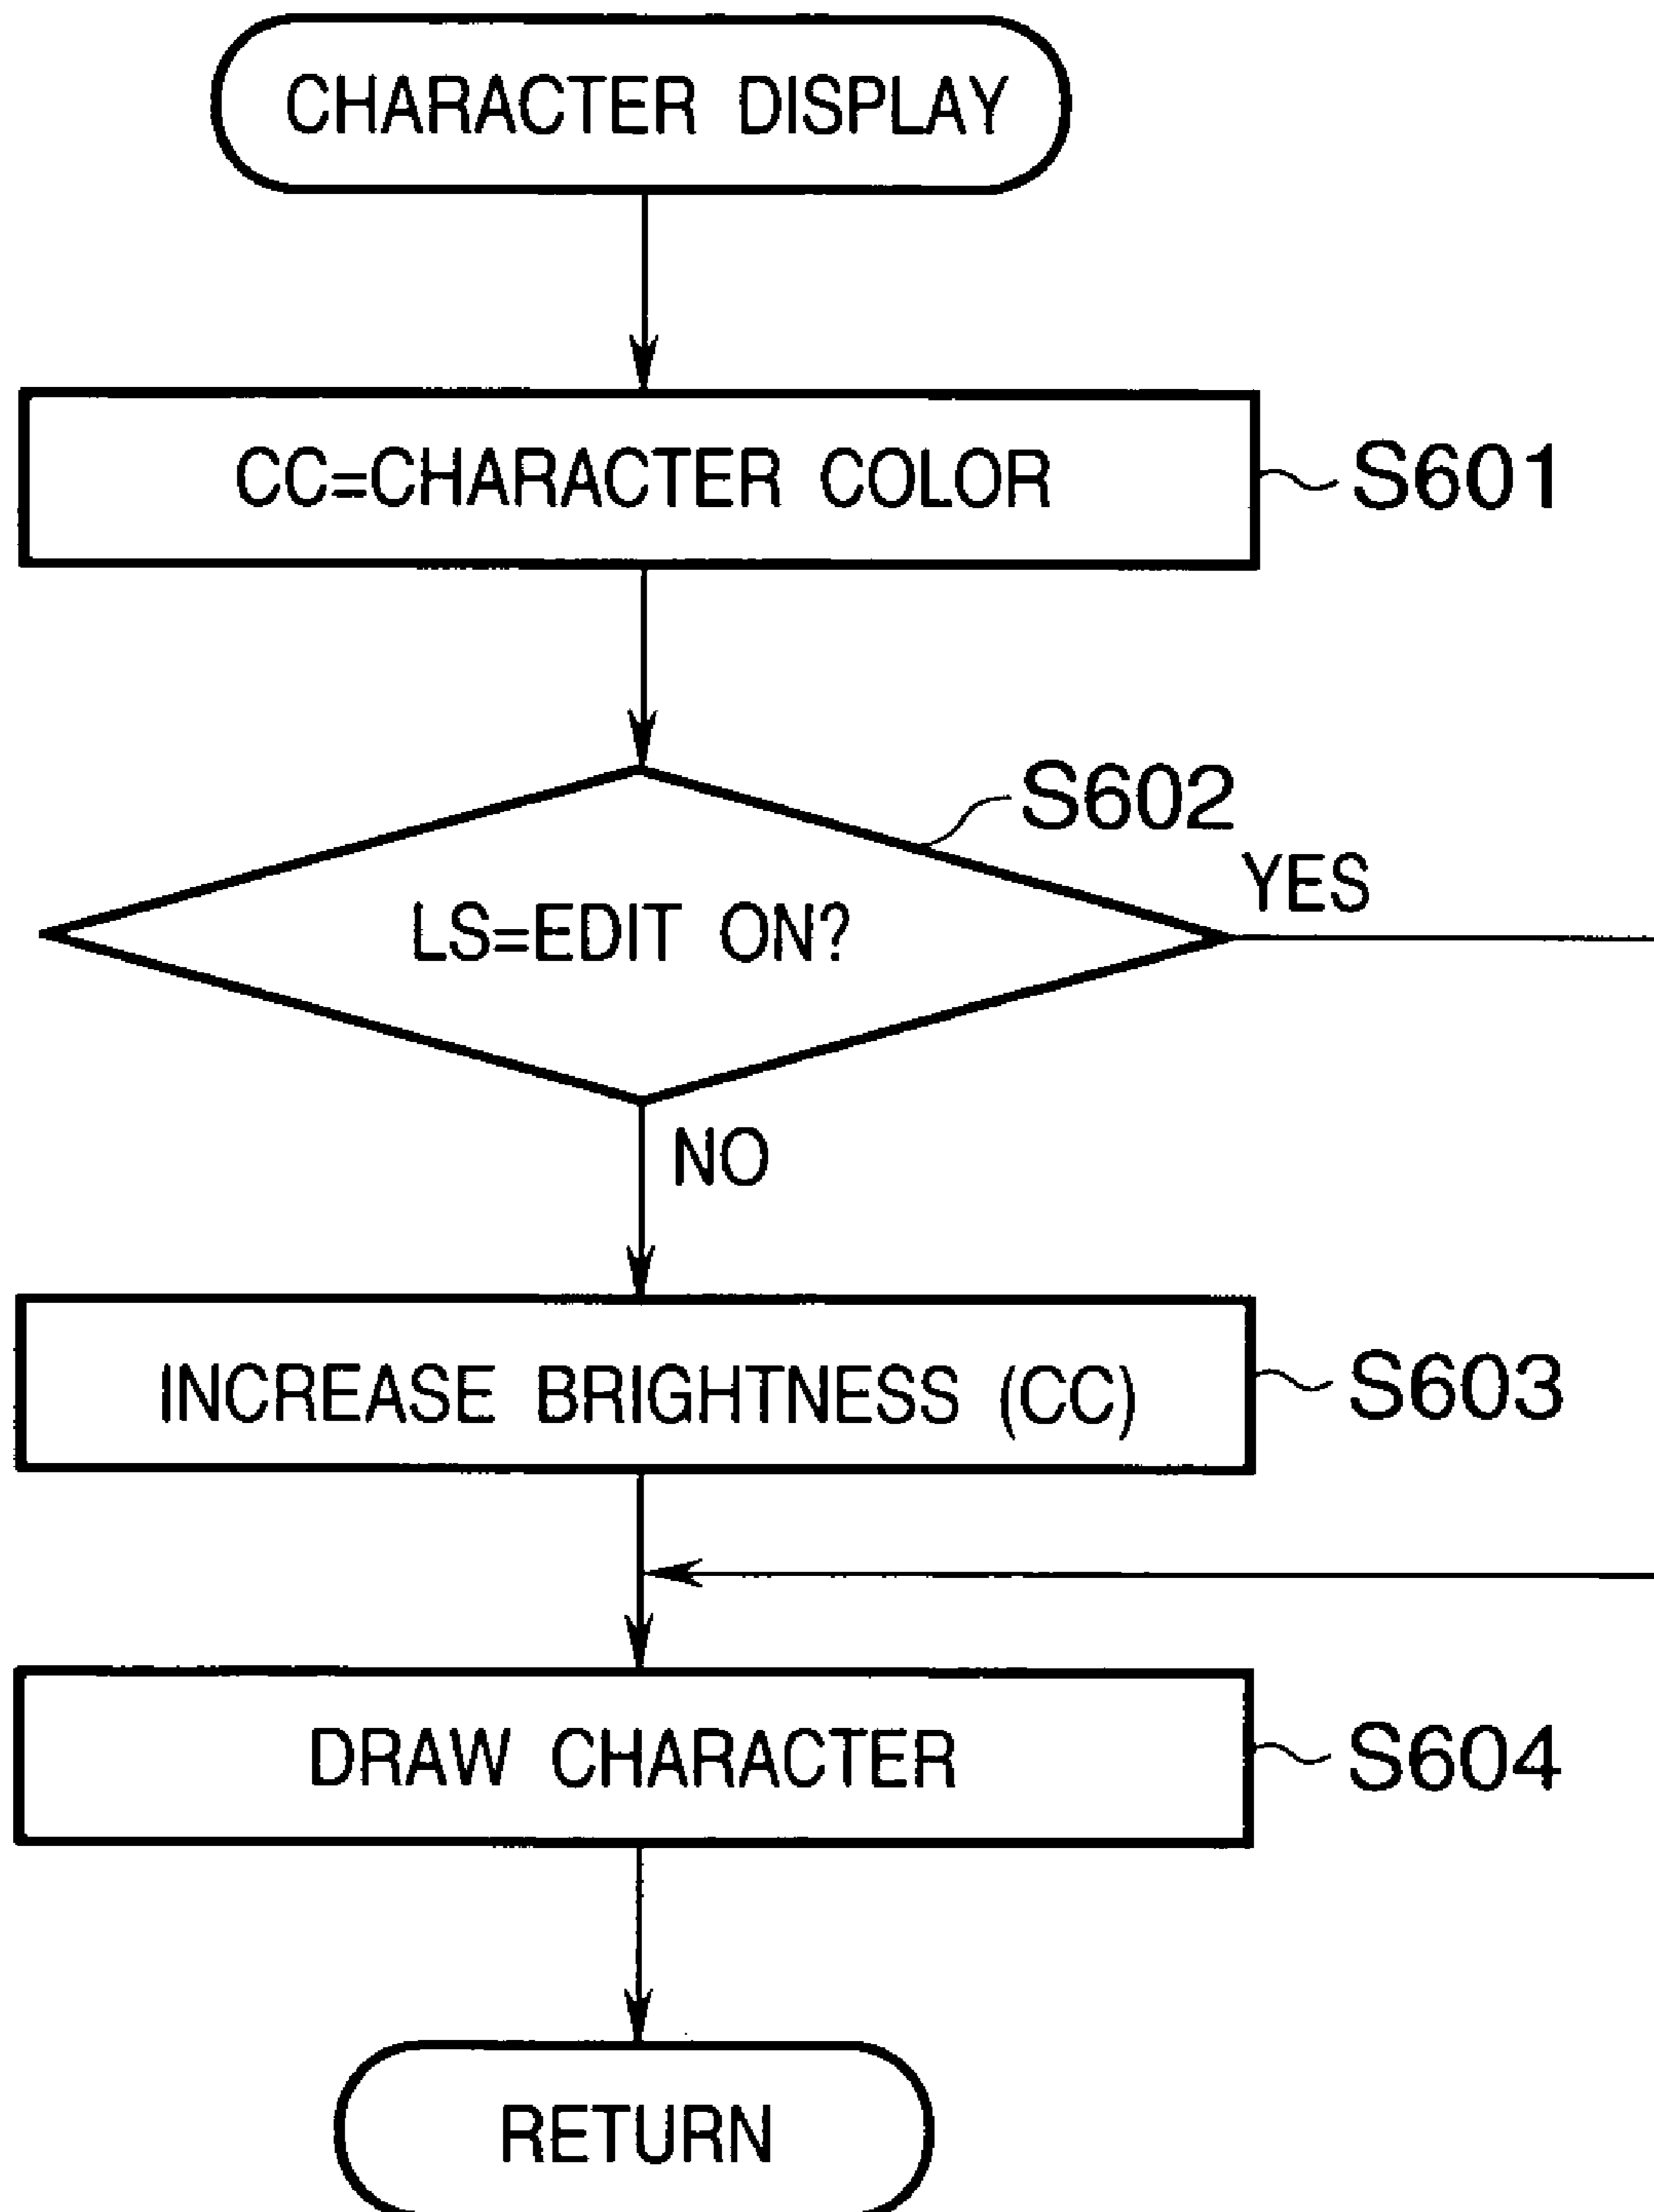 CHARACTER DISPLAY
CC=CHARACTER COLOR
S601
S602
YES
LS=EDIT ON?
NO
INCREASE BRIGHTNESS (CC)
S603
DRAW CHARACTER
S604
RETURN